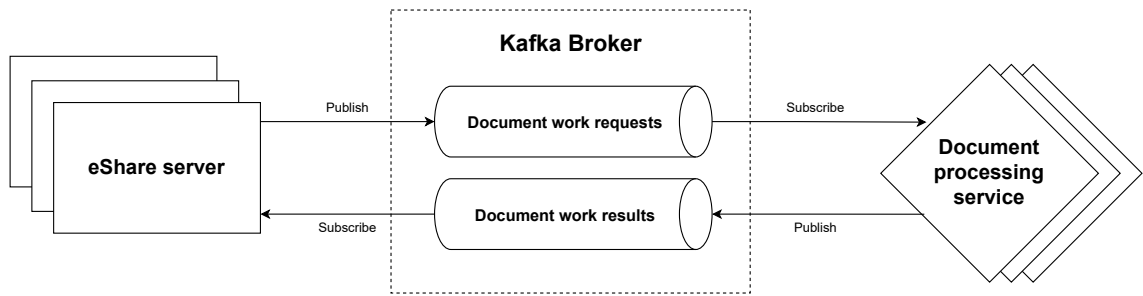 Kafka Broker
Publish
Document work requests
Subscribe
eShare server
Document
processing
service
Document work results
Subscribe
Publish